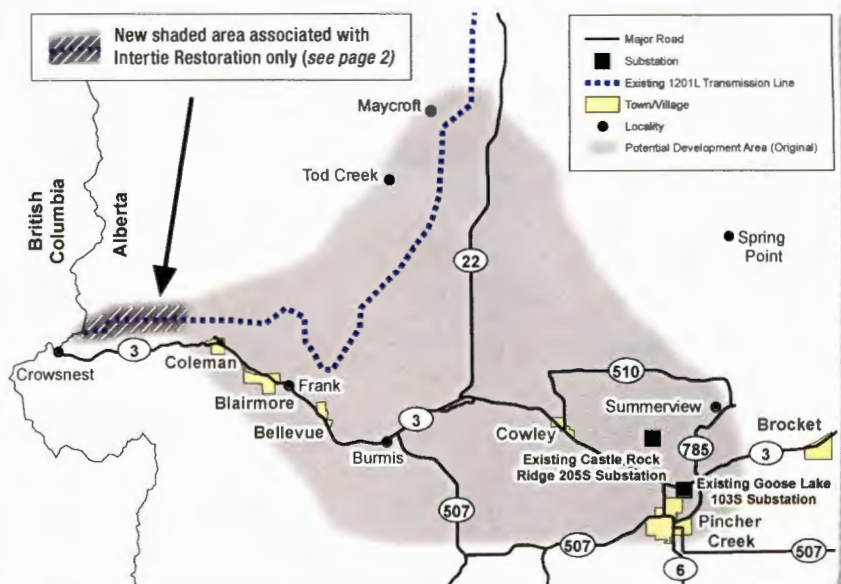 New shaded area associated with
Intertie Restoration only (see page 2)
Major Road
Substation
Existing 1201L Transmission Line
Town/Village
Locality
Potential Development Area (Original)
Maycroft
Tod Creek
British
Columbia
Alberta
22
Spring
Point
3
Crowsnest
Coleman
Blairmore
Frank
Bellevue
Burmis
3
510
Summerview
Cowley
Brocket
785
3
Existing Castle Rock
Ridge 205S Substation
Existing Goose Lake
103S Substation
507
507
Pincher
Creek
507
6